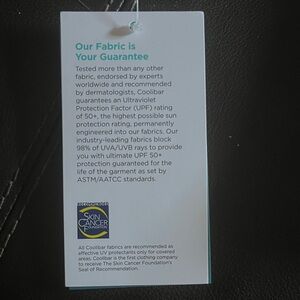 Our Fabric is
Your Guarantee
Tested more than any other
fabric, endorsed by experts
worldwide and recommended
by dermatologists, Coolibar
guarantees an Ultraviolet
Protection Factor (UPF) rating
of 50+, the highest possible sun
protection rating, permanently
engineered into our fabrics. Our
industry-leading fabrics block
98% of UVA/UVB rays to provide
you with ultimate UPF 50+
protection guaranteed for the
life of the garment as set by
ASTM/AATCC standards.
SKIN
CANCER
FOUNDATION
All Coolibar fabrics are recommended as
effective UV protectants only for covered
areas. Coolibar is the first clothing company
to receive The Skin Cancer Foundation's
Seal of Recommendation.